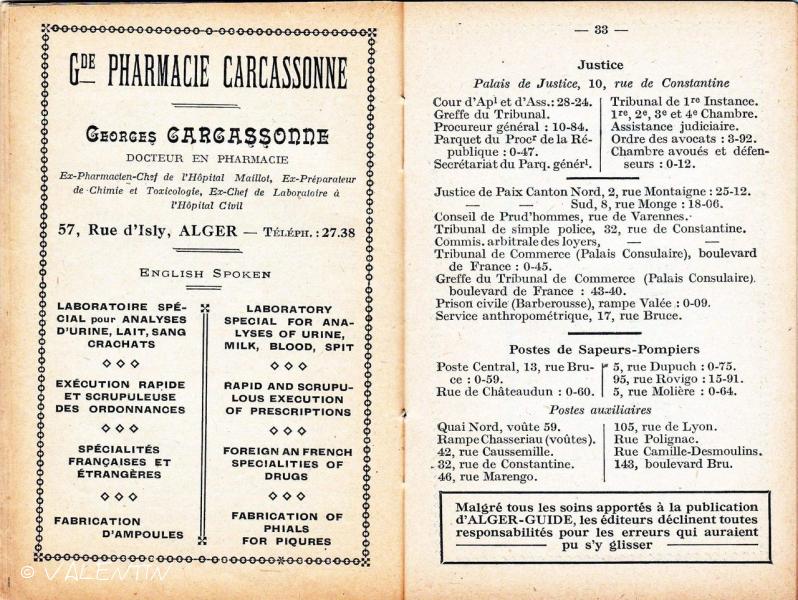 GDE PHARMACIE CARCASSONNE
GEORGES CARCASSONNE
DOCTEUR EN PHARMACIE
Ex-Pharmacien-Chef de l'Hôpital Maillot, Ex-Préparateur
de Chimie et Toxicologie, Ex-Chef de Laboratoire à
l'Hôpital Civil
57, Rue d'Isly, ALGER — TÉLÉPH. : 27.38
ENGLISH SPOKEN
LABORATOIRE SPÉ-
CIAL pour ANALYSES
D'URINE, LAIT, SANG
CRACHATS
EXÉCUTION RAPIDE
ET SCRUPULEUSE
DES ORDONNANCES
SPÉCIALITÉS
FRANÇAISES ET
ÉTRANGÈRES
FABRICATION
D'AMPOULES
LABORATORY
SPECIAL FOR ANA-
LYSES OF URINE,
MILK, BLOOD, SPIT
RAPID AND SCRUPU-
LOUS EXECUTION
OF PRESCRIPTIONS
FOREIGN AN FRENCH
SPECIALITIES OF
DRUGS
FABRICATION OF
PHIALS
FOR PIQURES
© VALENTIN
— 33 —
Justice
Palais de Justice, 10, rue de Constantine
Cour d'Apl et d'Ass.: 28-24.
Greffe du Tribunal.
Procureur général : 10-84.
Parquet du Procr de la Ré-
publique : 0-47.
Secrétariat du Parq. générl.
Tribunal de 1re Instance.
1re, 2e, 3e et 4e Chambre.
Assistance judiciaire.
Ordre des avocats : 3-92.
Chambre avoués et défen-
seurs : 0-12.
Justice de Paix Canton Nord, 2, rue Montaigne : 25-12.
— — Sud, 8, rue Monge : 18-06.
Conseil de Prud'hommes, rue de Varennes.
Tribunal de simple police, 32, rue de Constantine.
Commis. arbitrale des loyers, — —
Tribunal de Commerce (Palais Consulaire), boulevard
de France : 0-45.
Greffe du Tribunal de Commerce (Palais Consulaire).
boulevard de France : 43-40.
Prison civile (Barberousse), rampe Valée : 0-09.
Service anthropométrique, 17, rue Bruce.
Postes de Sapeurs-Pompiers
Poste Central, 13, rue Bru-
ce : 0-59.
Rue de Châteaudun : 0-60.
5, rue Dupuch : 0-75.
95, rue Rovigo : 15-91.
5, rue Molière : 0-64.
Postes auxiliaires
Quai Nord, voûte 59.
Rampe Chasseriau (voûtes).
42, rue Caussemille.
32, rue de Constantine.
46, rue Marengo.
105, rue de Lyon.
Rue Polignac.
Rue Camille-Desmoulins.
143, boulevard Bru.
Malgré tous les soins apportés à la publication
d'ALGER-GUIDE, les éditeurs déclinent toutes
responsabilités pour les erreurs qui auraient
pu s'y glisser